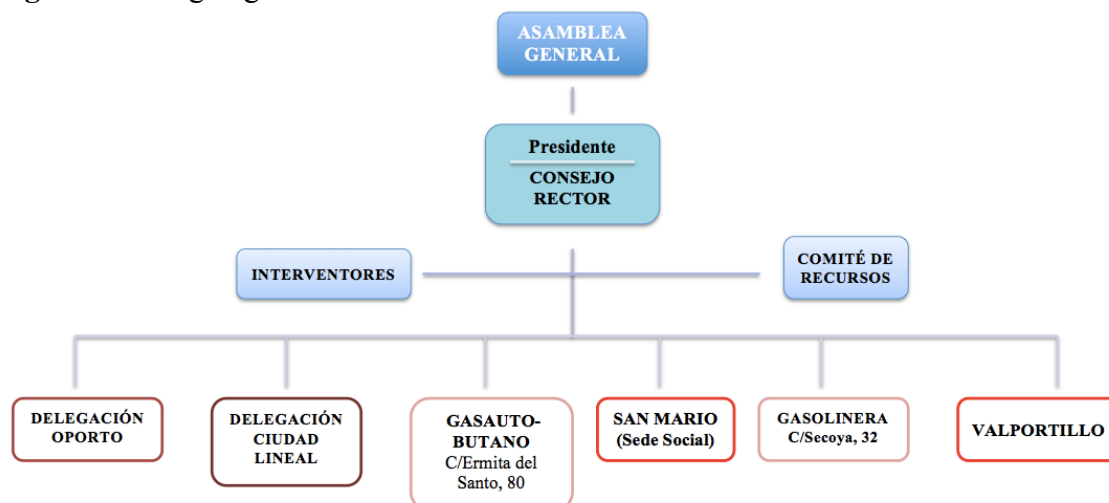 ASAMBLEA
GENERAL
Presidente
CONSEJO
RECTOR
INTERVENTORES
COMITÉ DE
RECURSOS
DELEGACIÓN
OPORTO
DELEGACIÓN
CIUDAD
LINEAL
GASAUTO-
BUTANO
C/Ermita del
Santo, 80
SAN MARIO
(Sede Social)
GASOLINERA
C/Secoya, 32
VALPORTILLO